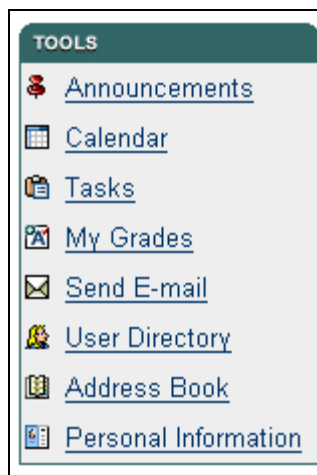 TOOLS
Announcements
Calendar
Tasks
My Grades
Send E-mail
User Directory
Address Book
Personal Information